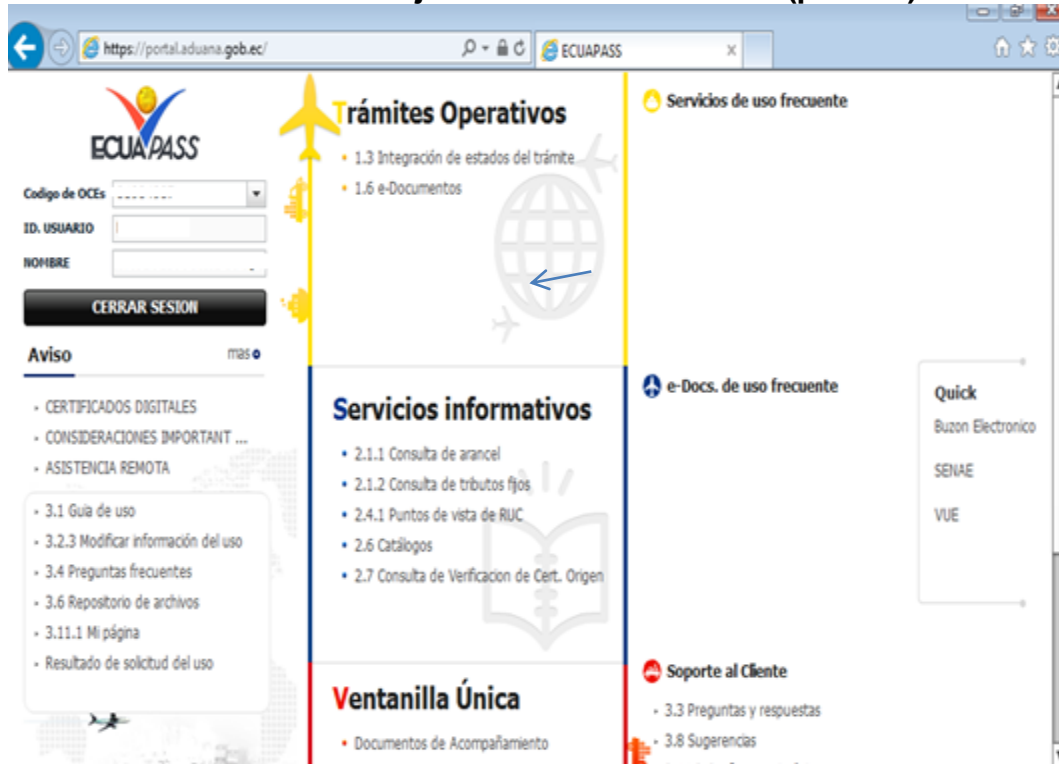 https://portal.aduana.gob.ec/
ECUAPASS
ECUAPASS
Codigo de OCEs
ID. USUARIO
NOMBRE
CERRAR SESION
Aviso
mas
CERTIFICADOS DIGITALES
CONSIDERACIONES IMPORTANT ...
ASISTENCIA REMOTA
3.1 Guia de uso
3.2.3 Modificar información del uso
3.4 Preguntas frecuentes
3.6 Repositorio de archivos
3.11.1 Mi página
Resultado de solicitud del uso
Trámites Operativos
1.3 Integración de estados del trámite
1.6 e-Documentos
Servicios informativos
2.1.1 Consulta de arancel
2.1.2 Consulta de tributos fijos
2.4.1 Puntos de vista de RUC
2.6 Catálogos
2.7 Consulta de Verificacion de Cert. Origen
Ventanilla Única
Documentos de Acompañamiento
Servicios de uso frecuente
e-Docs. de uso frecuente
Soporte al Cliente
3.3 Preguntas y respuestas
3.8 Sugerencias
Quick
Buzon Electronico
SENAE
VUE